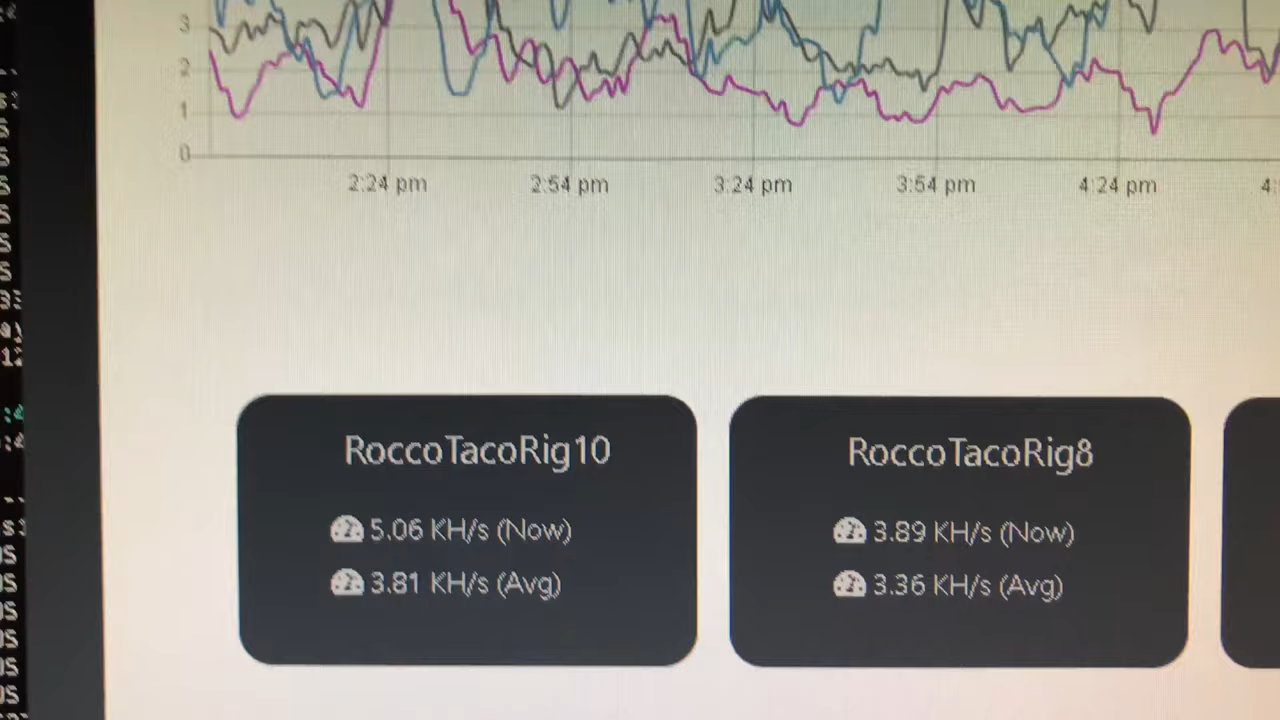 3
2
1
0
2:24 pm 2:54 pm 3:24 pm 3:54 pm 4:24 pm
RoccoTacoRig10
5.06 KH/s (Now)
3.81 KH/s (Avg)
RoccoTacoRig8
3.89 KH/s (Now)
3.36 KH/s (Avg)